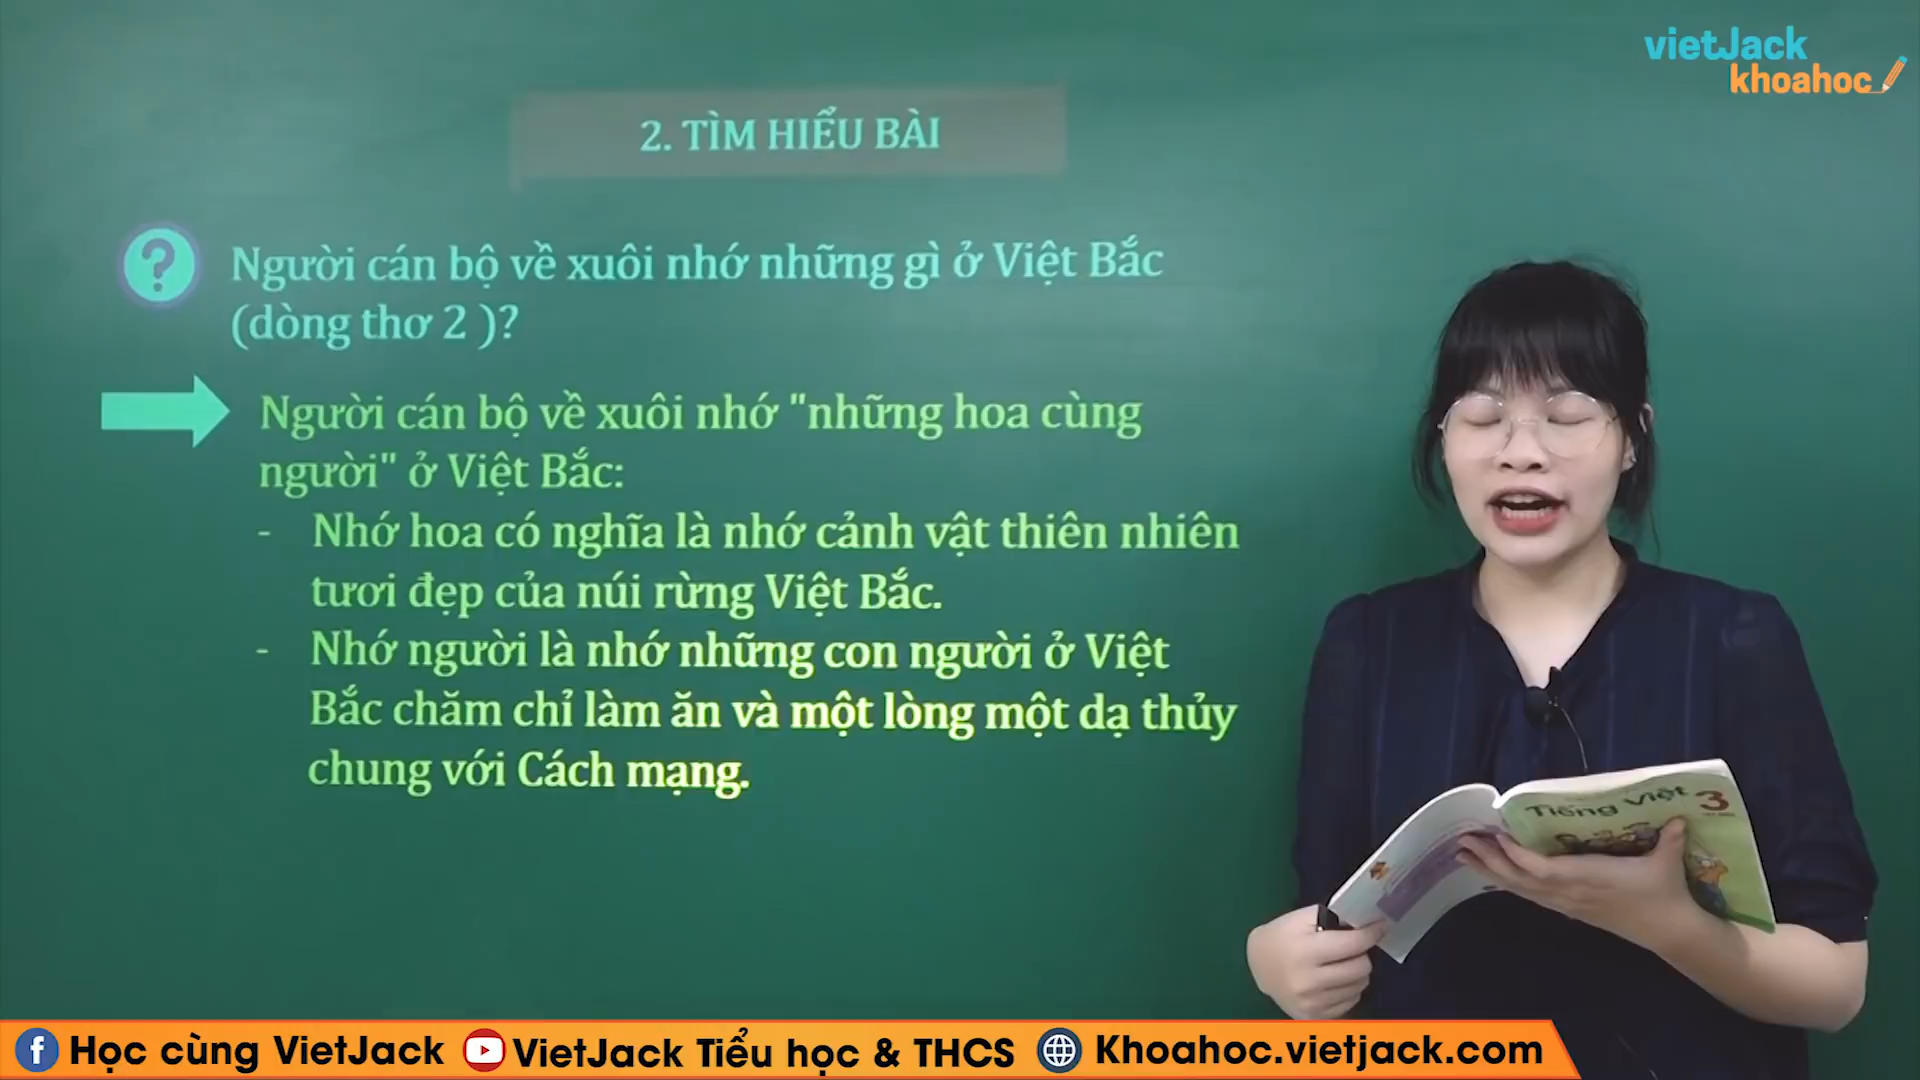 vietJack
khoahoc
2. TÌM HIỂU BÀI
?
Người cán bộ về xuôi nhớ những gì ở Việt Bắc
(dòng thơ 2 )?
Người cán bộ về xuôi nhớ "những hoa cùng
người" ở Việt Bắc:
- Nhớ hoa có nghĩa là nhớ cảnh vật thiên nhiên
tươi đẹp của núi rừng Việt Bắc.
- Nhớ người là nhớ những con người ở Việt
Bắc chăm chỉ làm ăn và một lòng một dạ thủy
chung với Cách mạng.
Tiếng Việt 3
f Học cùng VietJack VietJack Tiểu học & THCS Khoahoc.vietjack.com